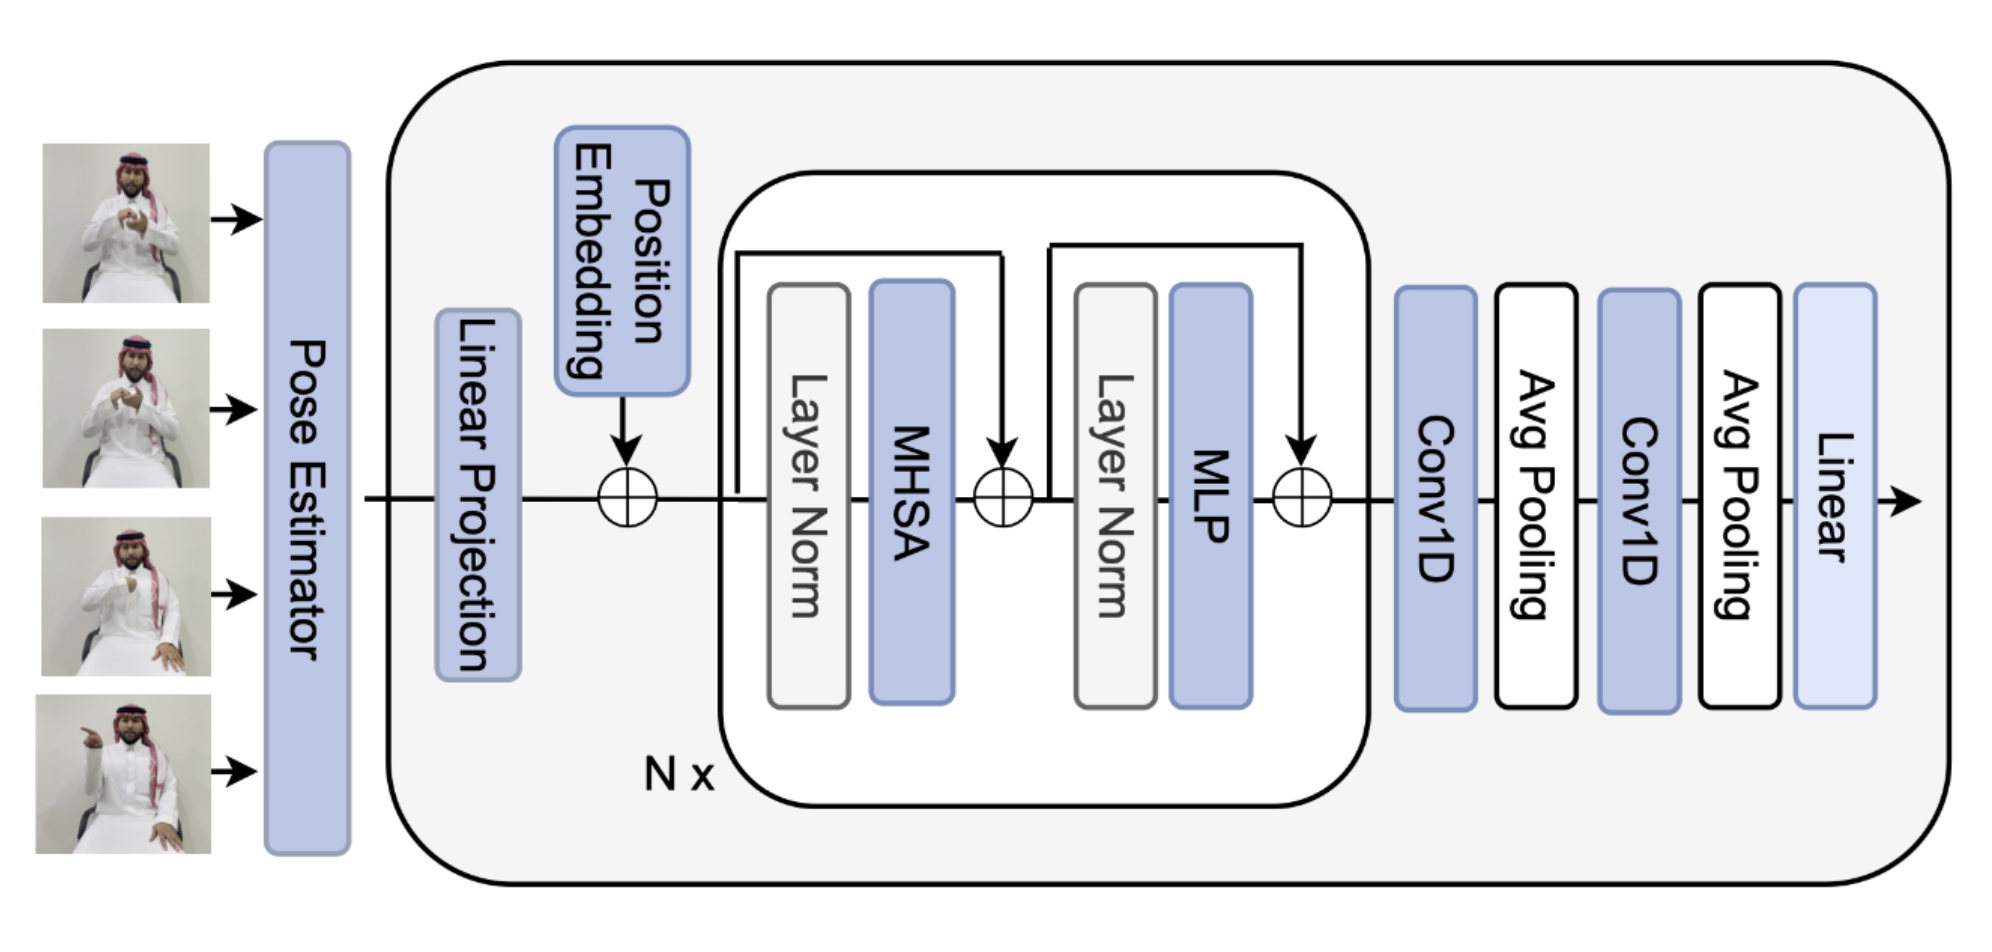 Pose Estimator
Linear Projection
Position
Embedding
N x
Layer Norm
MHSA
Layer Norm
MLP
Conv1D
Avg Pooling
Conv1D
Avg Pooling
Linear